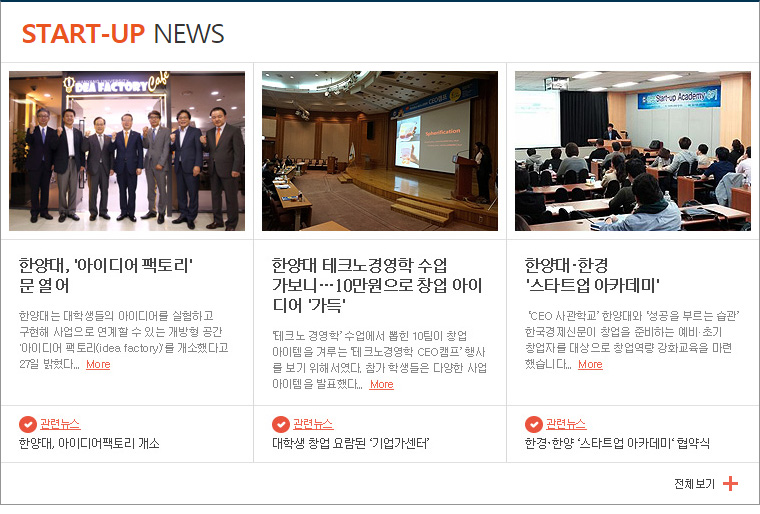 START-UP NEWS
IDEA FACTORY Cafe
CEO캠프
Spherification
Start-up Academy
한양대, '아이디어 팩토리'
문 열어
한양대는 대학생들의 아이디어를 실험하고
구현해 사업으로 연계할 수 있는 개방형 공간
'아이디어 팩토리(idea factory)'를 개소했다고
27일 밝혔다... More
관련뉴스
한양대, 아이디어팩토리 개소
한양대 테크노경영학 수업
가보니…10만원으로 창업 아이
디어 '가득'
'테크노 경영학' 수업에서 뽑힌 10팀이 창업
아이템을 겨루는 '테크노경영학 CEO캠프' 행사
를 보기 위해서였다. 참가 학생들은 다양한 사업
아이템을 발표했다... More
관련뉴스
대학생 창업 요람된 '기업가센터'
한양대·한경
'스타트업 아카데미'
'CEO 사관학교' 한양대와 '성공을 부르는 습관'
한국경제신문이 창업을 준비하는 예비·초기
창업자를 대상으로 창업역량 강화교육을 마련
했습니다... More
관련뉴스
한경·한양 '스타트업 아카데미' 협약식
전체보기